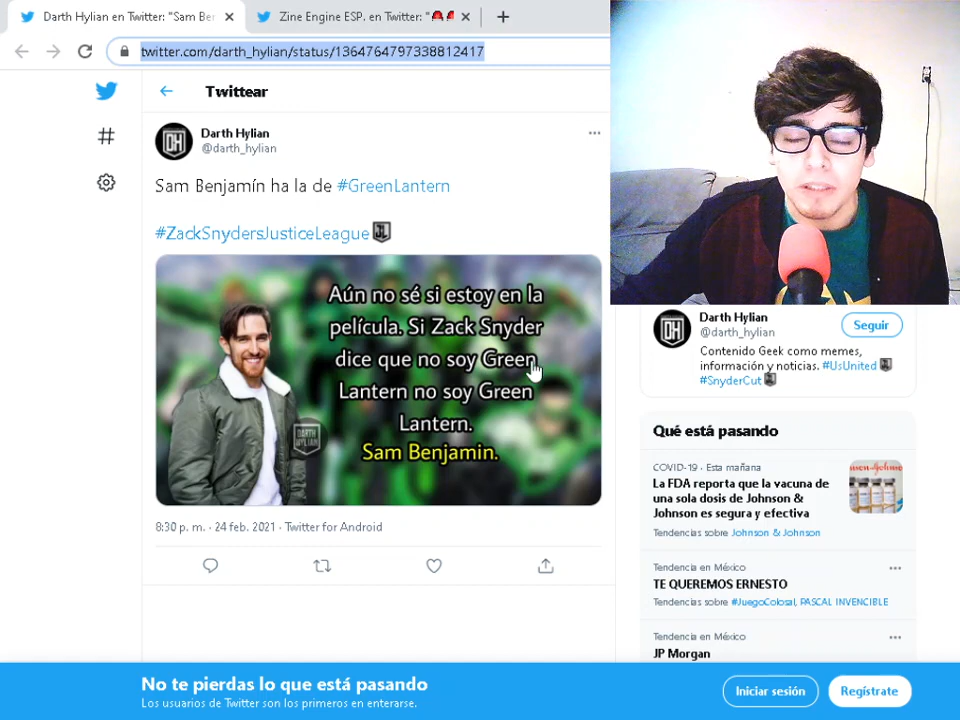 Darth Hylian en Twitter: "Sam Ber
Zine Engine ESP. en Twitter: "
twitter.com/darth_hylian/status/1364764797338812417
Twittear
Darth Hylian
@darth_hylian
Sam Benjamín ha la de #GreenLantern
#ZackSnydersJusticeLeague
Aún no sé si estoy en la
película. Si Zack Snyder
dice que no soy Green
Lantern no soy Green
Lantern.
Sam Benjamin.
DARTH
HYLIAN
8:30 p. m. · 24 feb. 2021 · Twitter for Android
Darth Hylian
@darth_hylian
Seguir
Contenido Geek como memes,
información y noticias. #UsUnited
#SnyderCut
Qué está pasando
COVID-19 · Esta mañana
La FDA reporta que la vacuna de
una sola dosis de Johnson &
Johnson es segura y efectiva
Tendencias sobre Johnson & Johnson
Tendencia en México
TE QUEREMOS ERNESTO
Tendencias sobre #JuegoColosal, PASCAL INVENCIBLE
Tendencia en México
JP Morgan
No te pierdas lo que está pasando
Los usuarios de Twitter son los primeros en enterarse.
Iniciar sesión
Regístrate